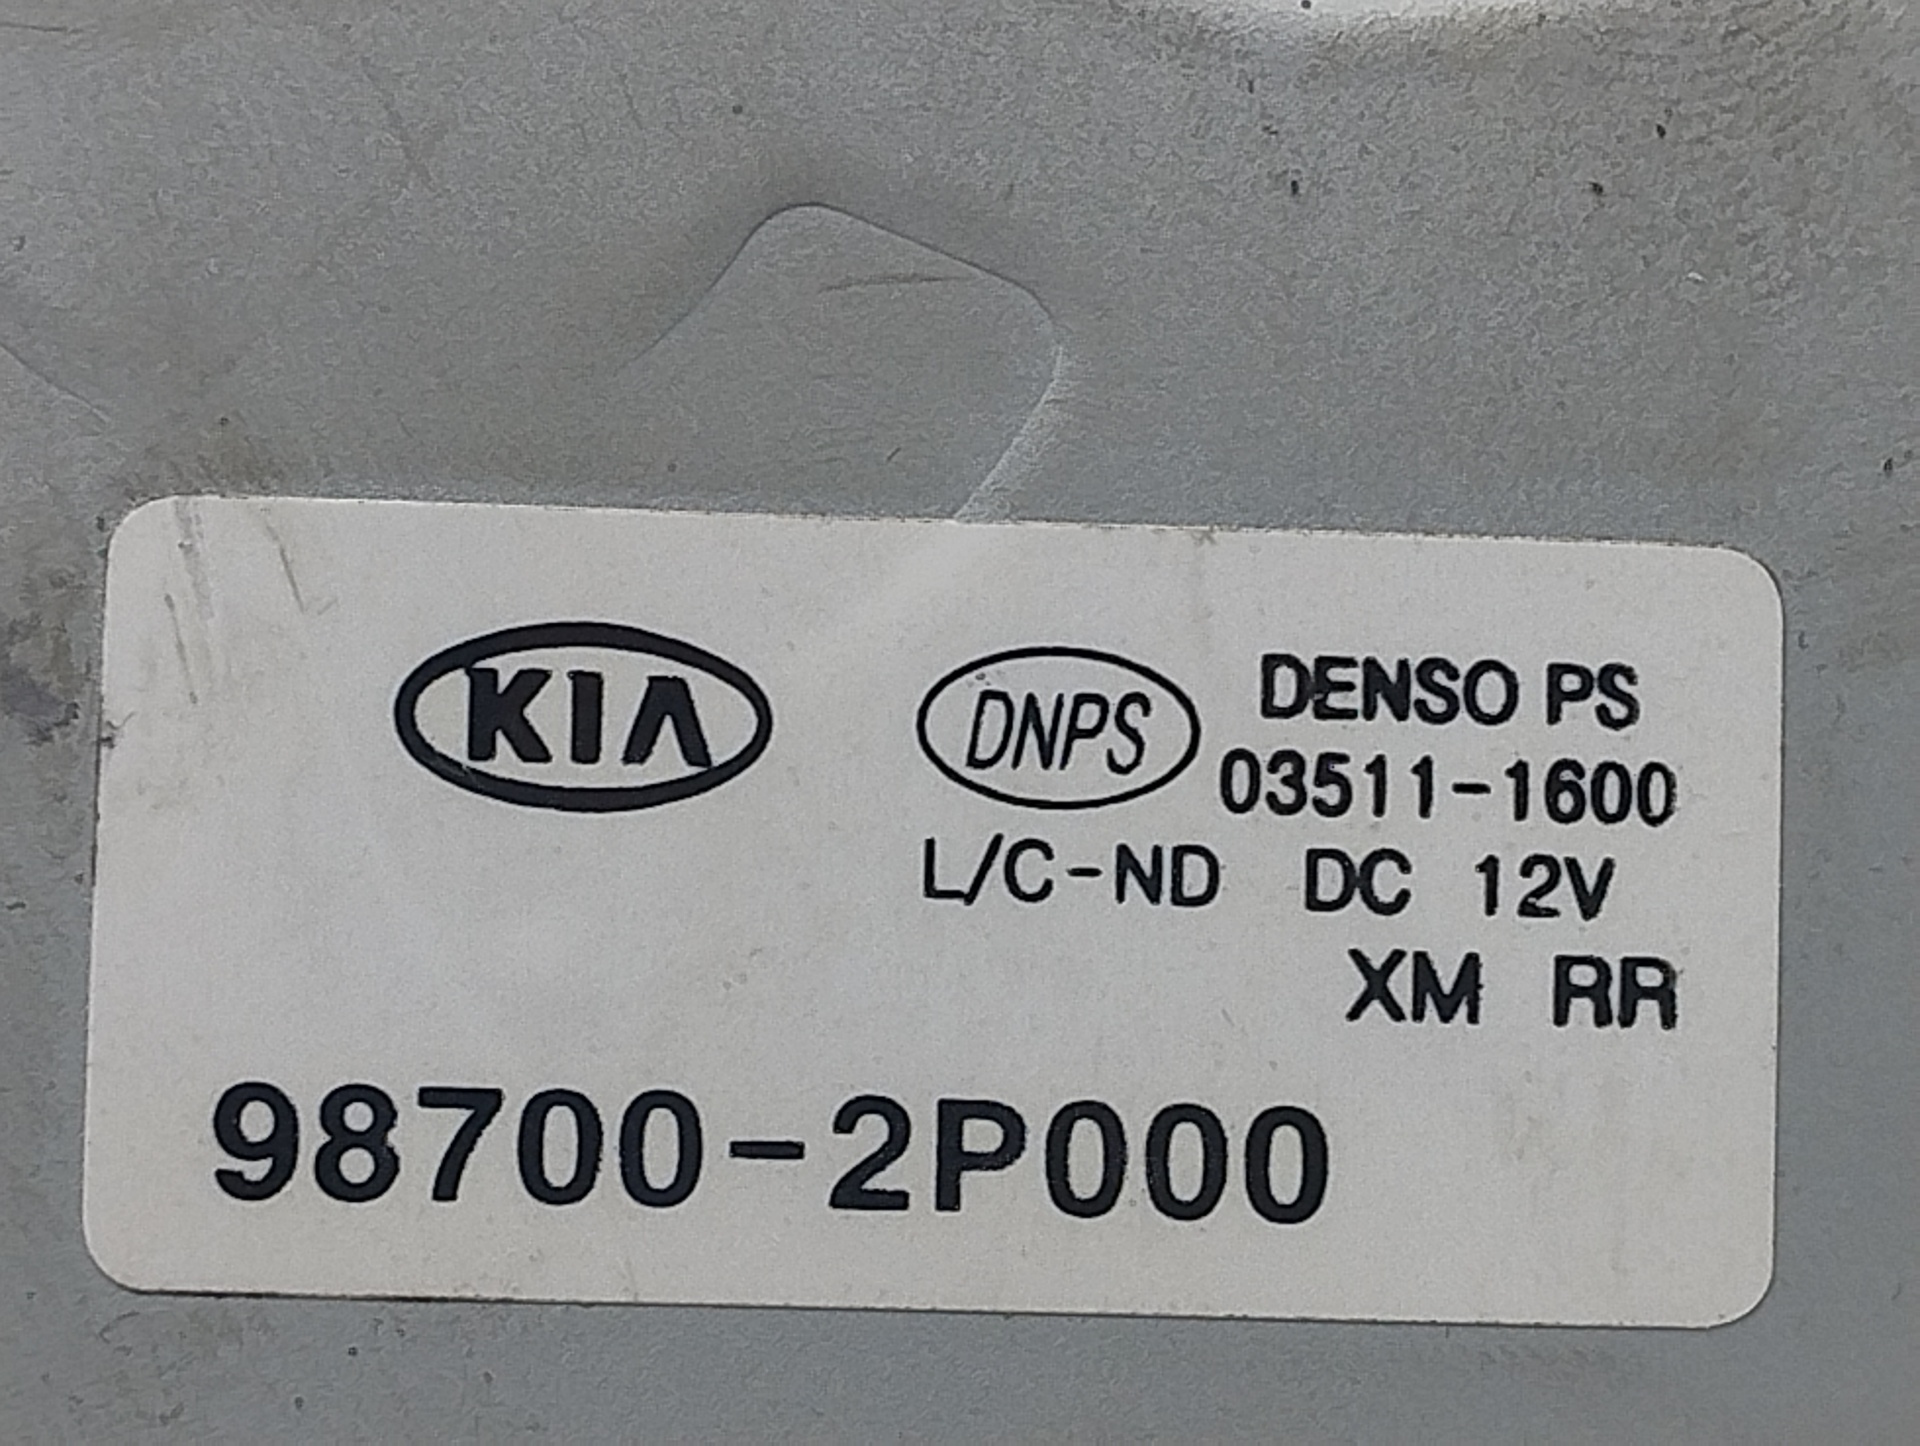 KIA
DNPS
DENSO PS
03511-1600
L/C-ND DC 12V
XM RR
98700-2P000